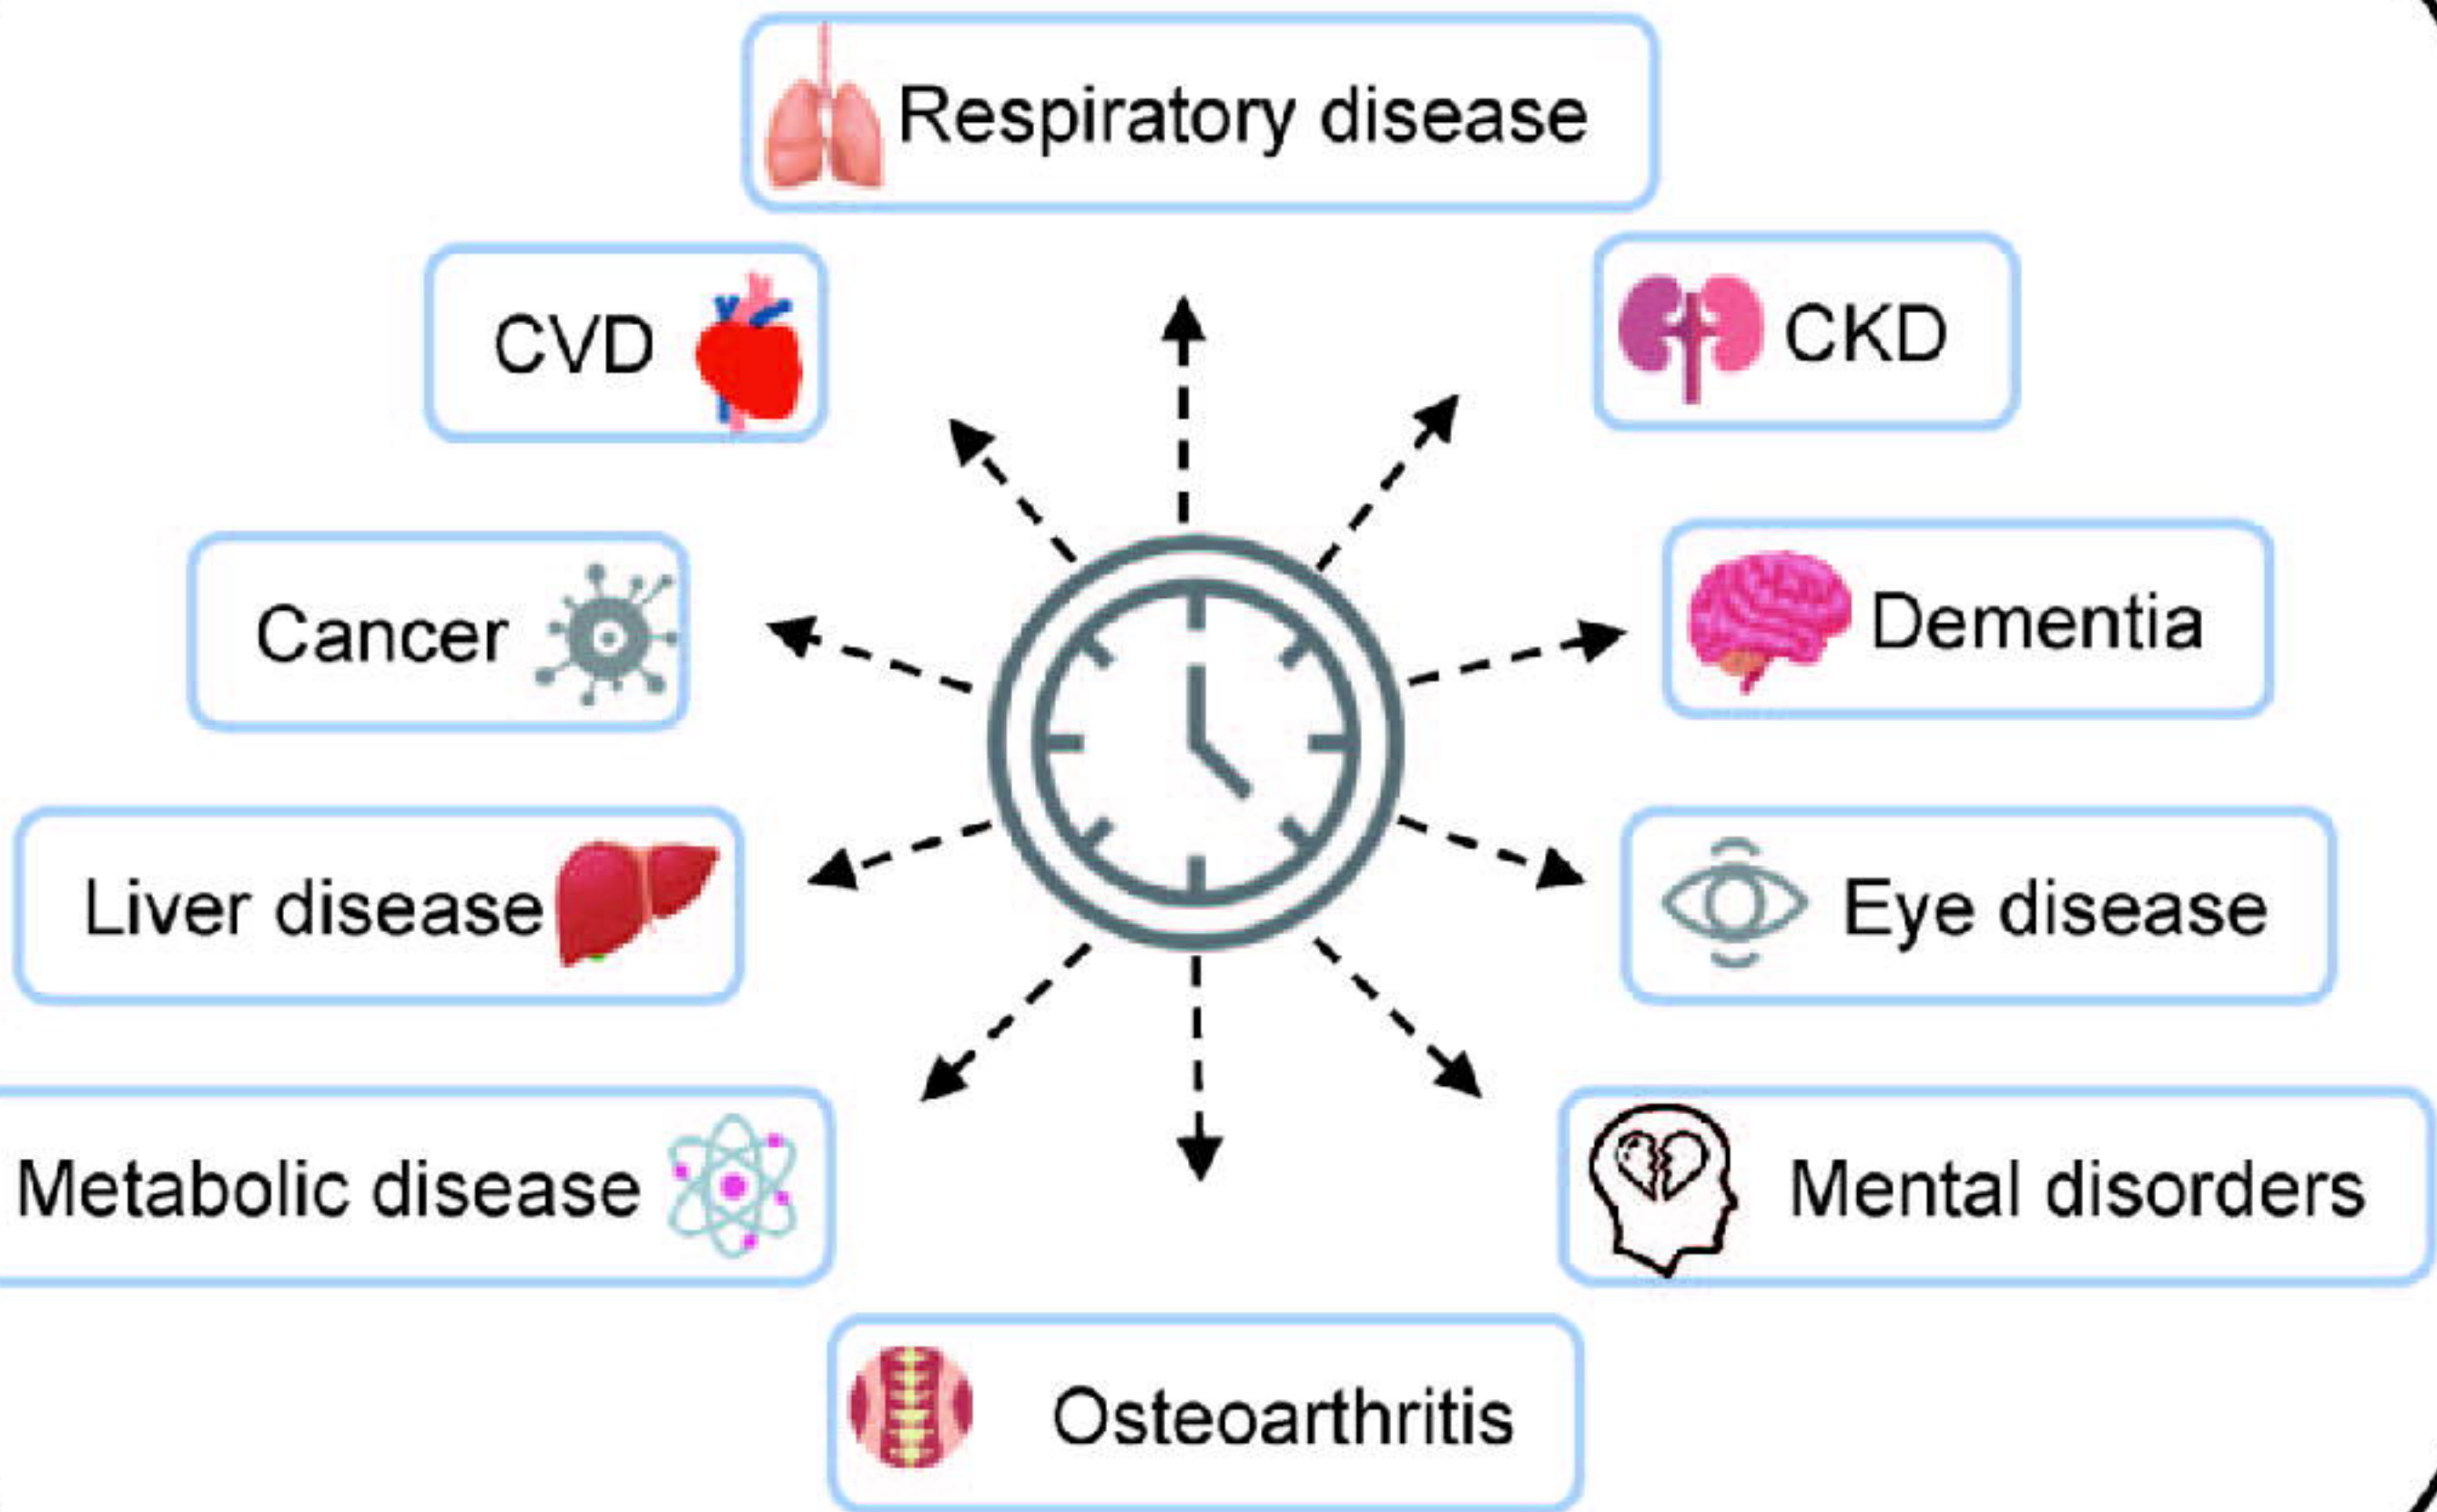 Respiratory disease
CVD
CKD
Cancer
Dementia
Liver disease
Eye disease
Metabolic disease
Mental disorders
Osteoarthritis